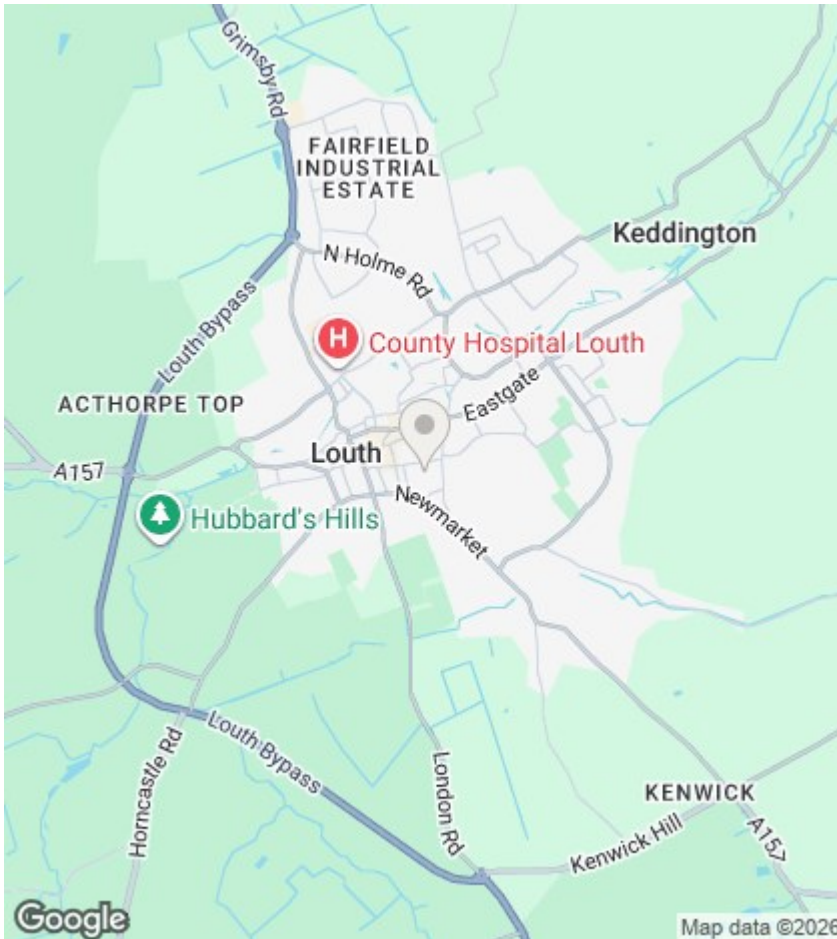 Grimsby Rd
FAIRFIELD
INDUSTRIAL
ESTATE
Keddington
N Holme Rd
Louth Bypass
H
County Hospital Louth
ACTHORPE TOP
Eastgate
Louth
A157
Newmarket
Hubbard's Hills
Louth Bypass
Horncastle Rd
London Rd
KENWICK
Kenwick Hill
A157
Google
Map data ©2026